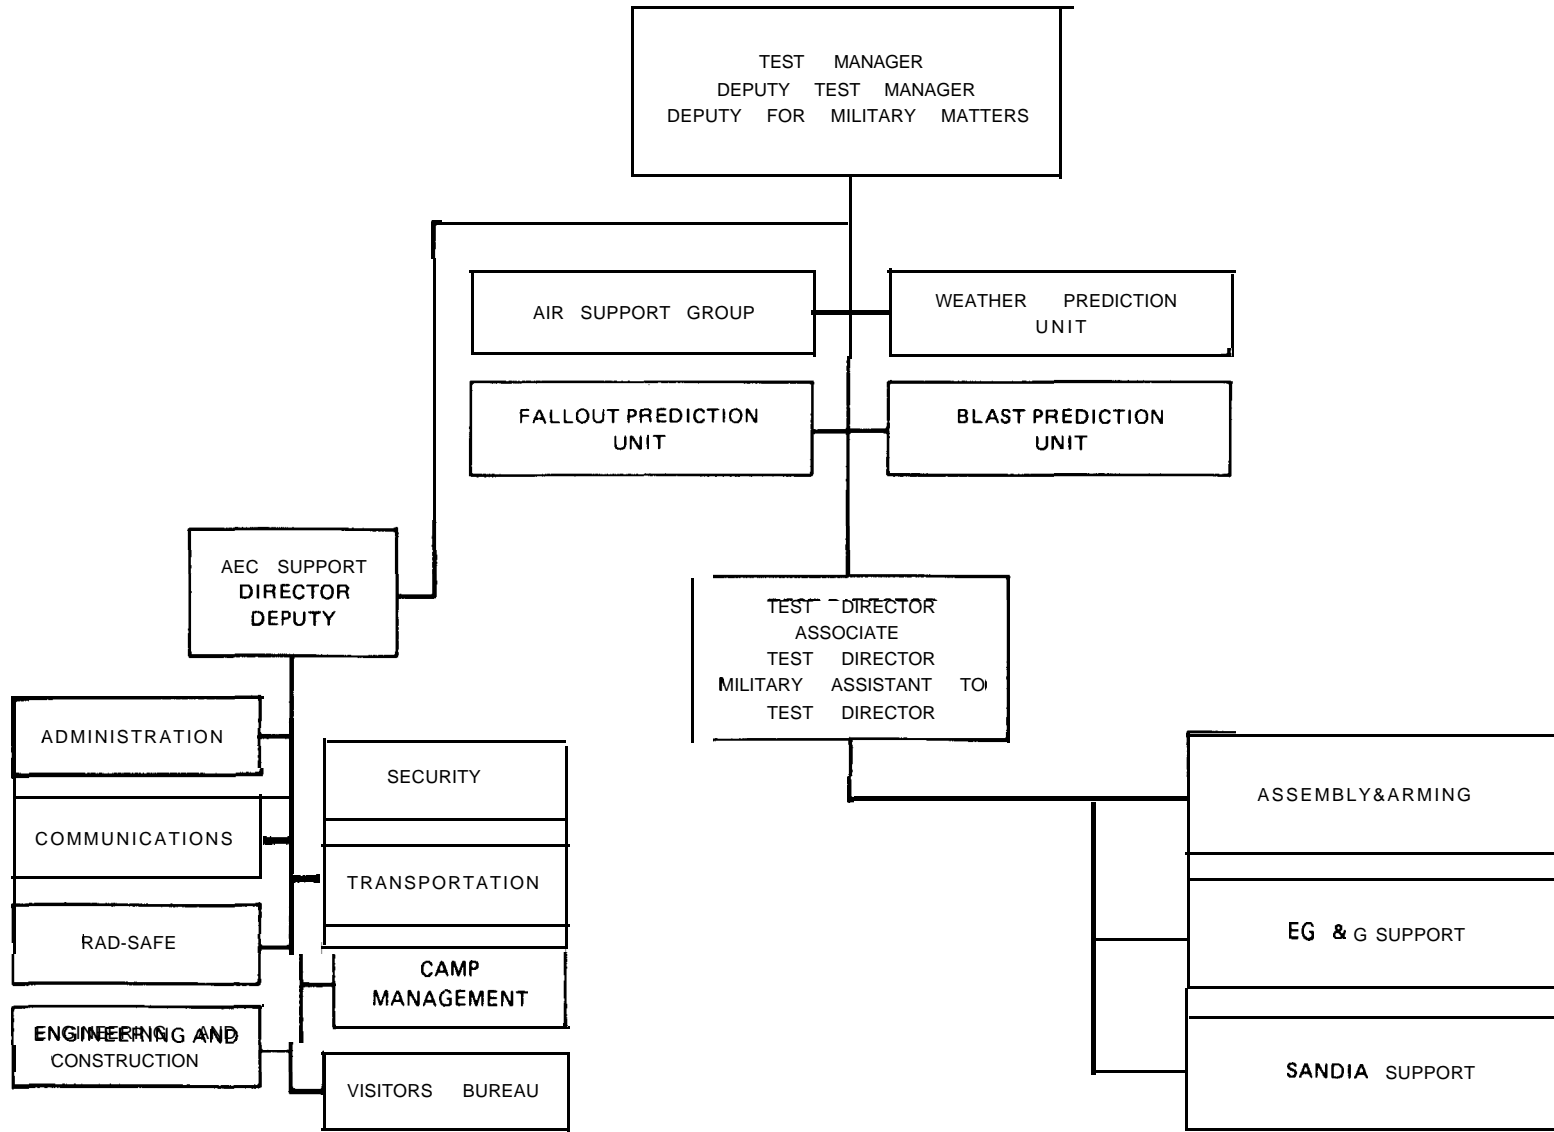 TEST MANAGER
DEPUTY TEST MANAGER
DEPUTY FOR MILITARY MATTERS
AIR SUPPORT GROUP
WEATHER PREDICTION
UNIT
FALLOUT PREDICTION
UNIT
BLAST PREDICTION
UNIT
AEC SUPPORT
DIRECTOR
DEPUTY
TEST DIRECTOR
ASSOCIATE
TEST DIRECTOR
MILITARY ASSISTANT TO
TEST DIRECTOR
ADMINISTRATION
SECURITY
COMMUNICATIONS
TRANSPORTATION
RAD-SAFE
CAMP
MANAGEMENT
ENGINEERING AND
CONSTRUCTION
VISITORS BUREAU
ASSEMBLY&ARMING
EG & G SUPPORT
SANDIA SUPPORT